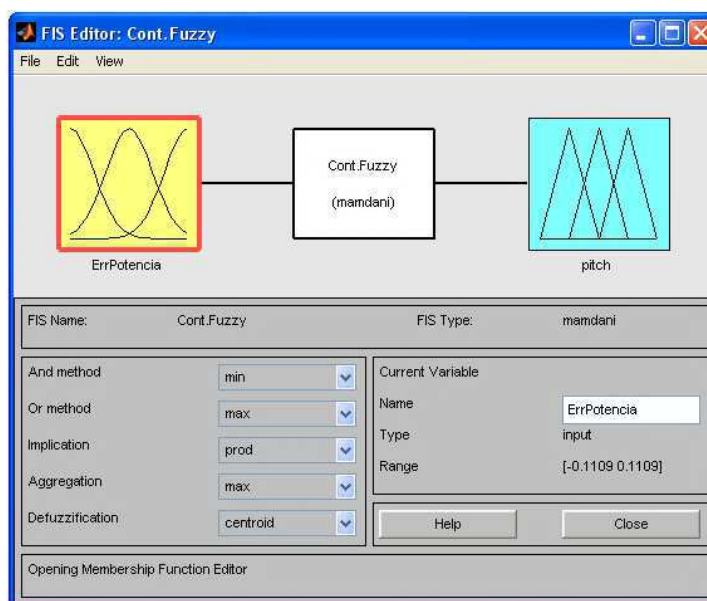 FIS Editor: Cont.Fuzzy
File Edit View
Cont.Fuzzy
(mamdani)
ErrPotencia
pitch
FIS Name: Cont.Fuzzy FIS Type: mamdani
And method min
Or method max
Implication prod
Aggregation max
Defuzzification centroid
Current Variable
Name ErrPotencia
Type input
Range [-0.1109 0.1109]
Help Close
Opening Membership Function Editor